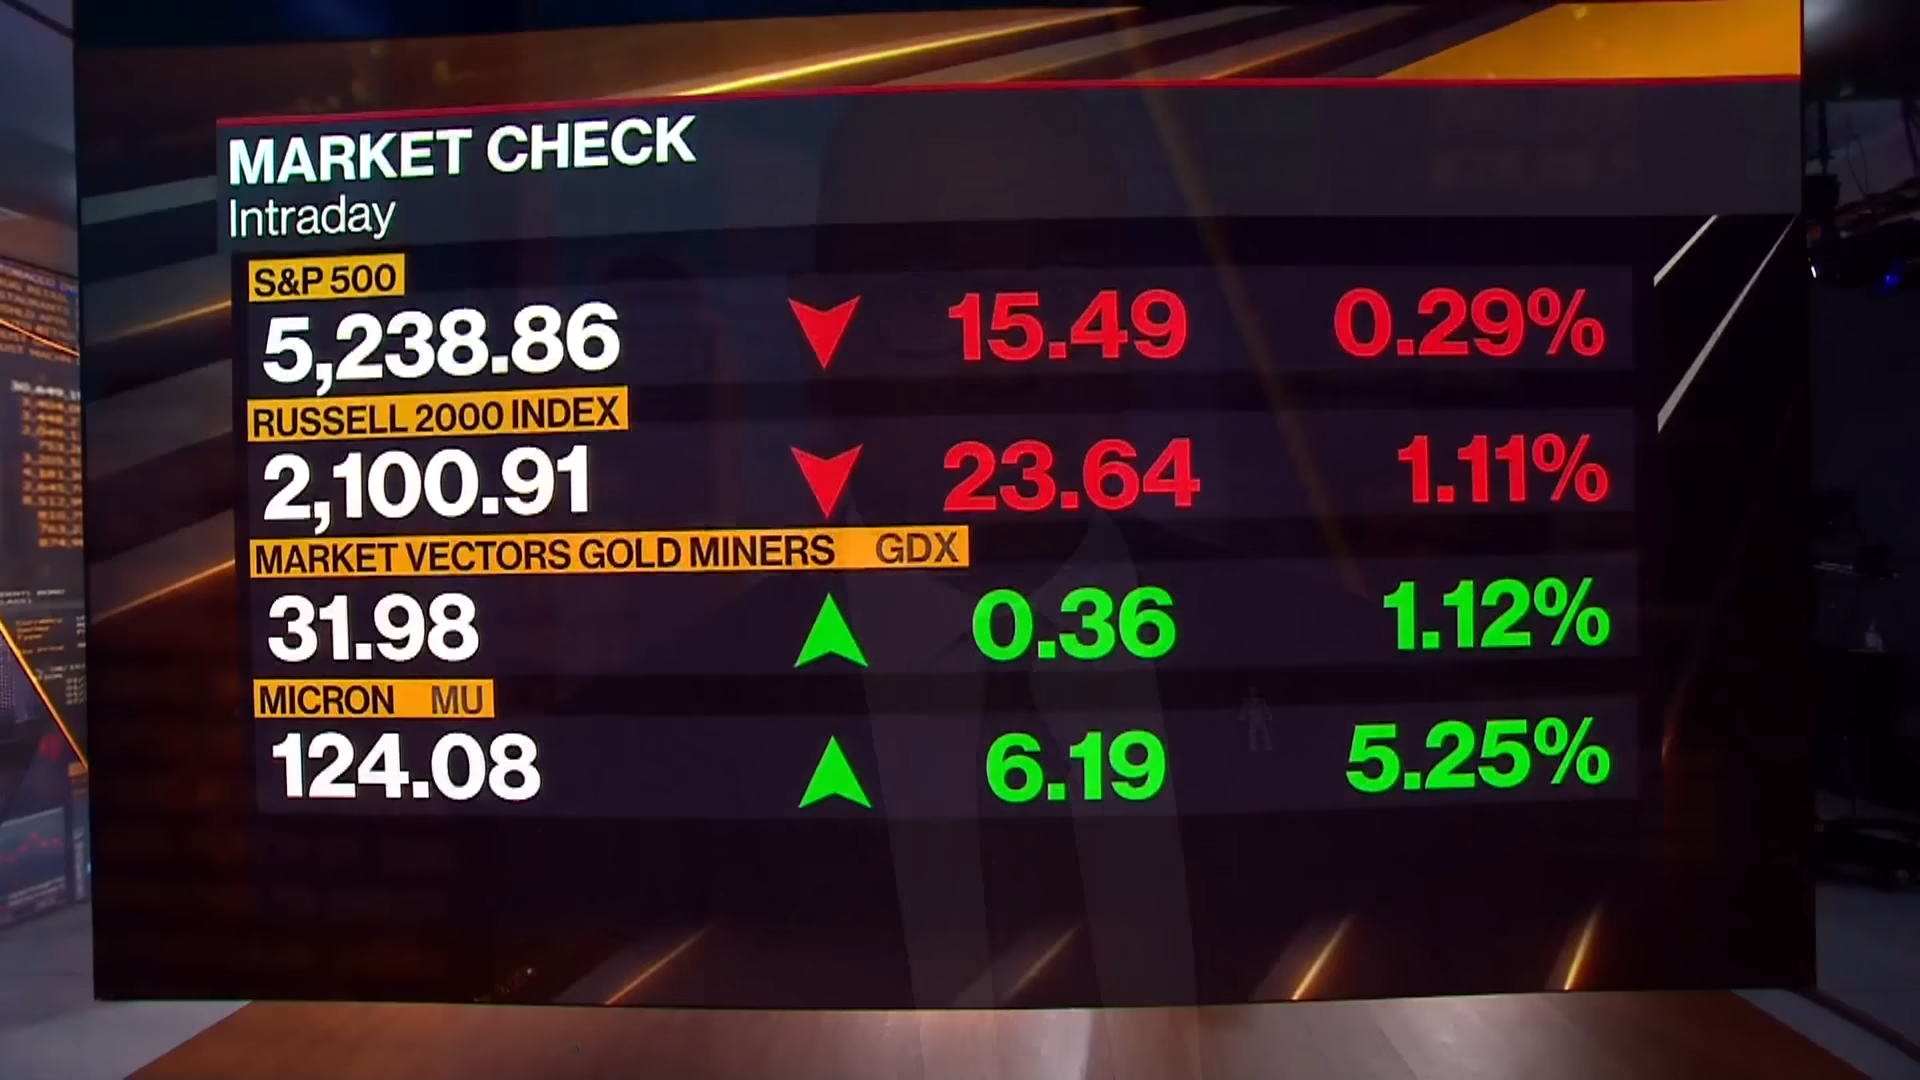 MARKET CHECK
Intraday
S&P 500
5,238.86 15.49 0.29%
RUSSELL 2000 INDEX
2,100.91 23.64 1.11%
MARKET VECTORS GOLD MINERS GDX
31.98 0.36 1.12%
MICRON MU
124.08 6.19 5.25%